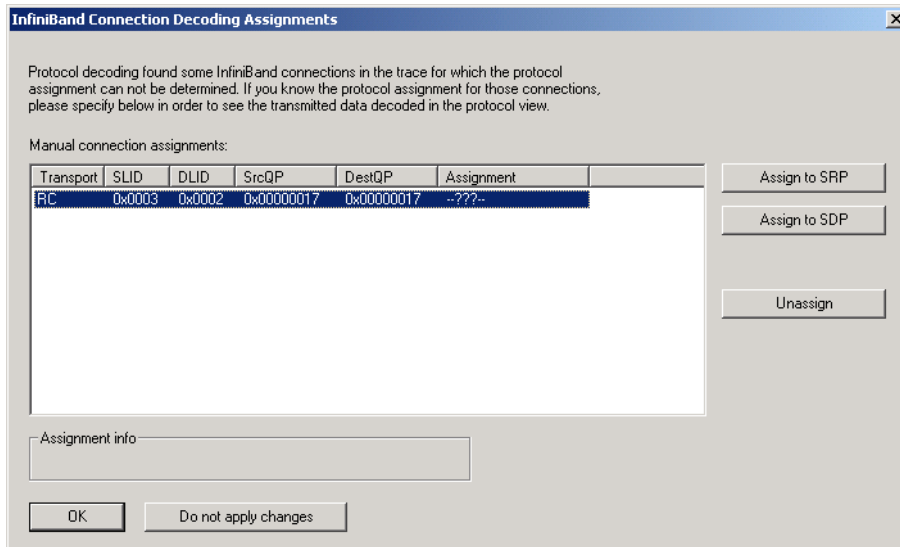 InfiniBand Connection Decoding Assignments
Protocol decoding found some InfiniBand connections in the trace for which the protocol
assignment can not be determined. If you know the protocol assignment for those connections,
please specify below in order to see the transmitted data decoded in the protocol view.
Manual connection assignments:
Transport SLID DLID SrcQP DestQP Assignment
RC 0x0003 0x0002 0x00000017 0x00000017 --???--
Assign to SRP
Assign to SDP
Unassign
Assignment info
OK Do not apply changes